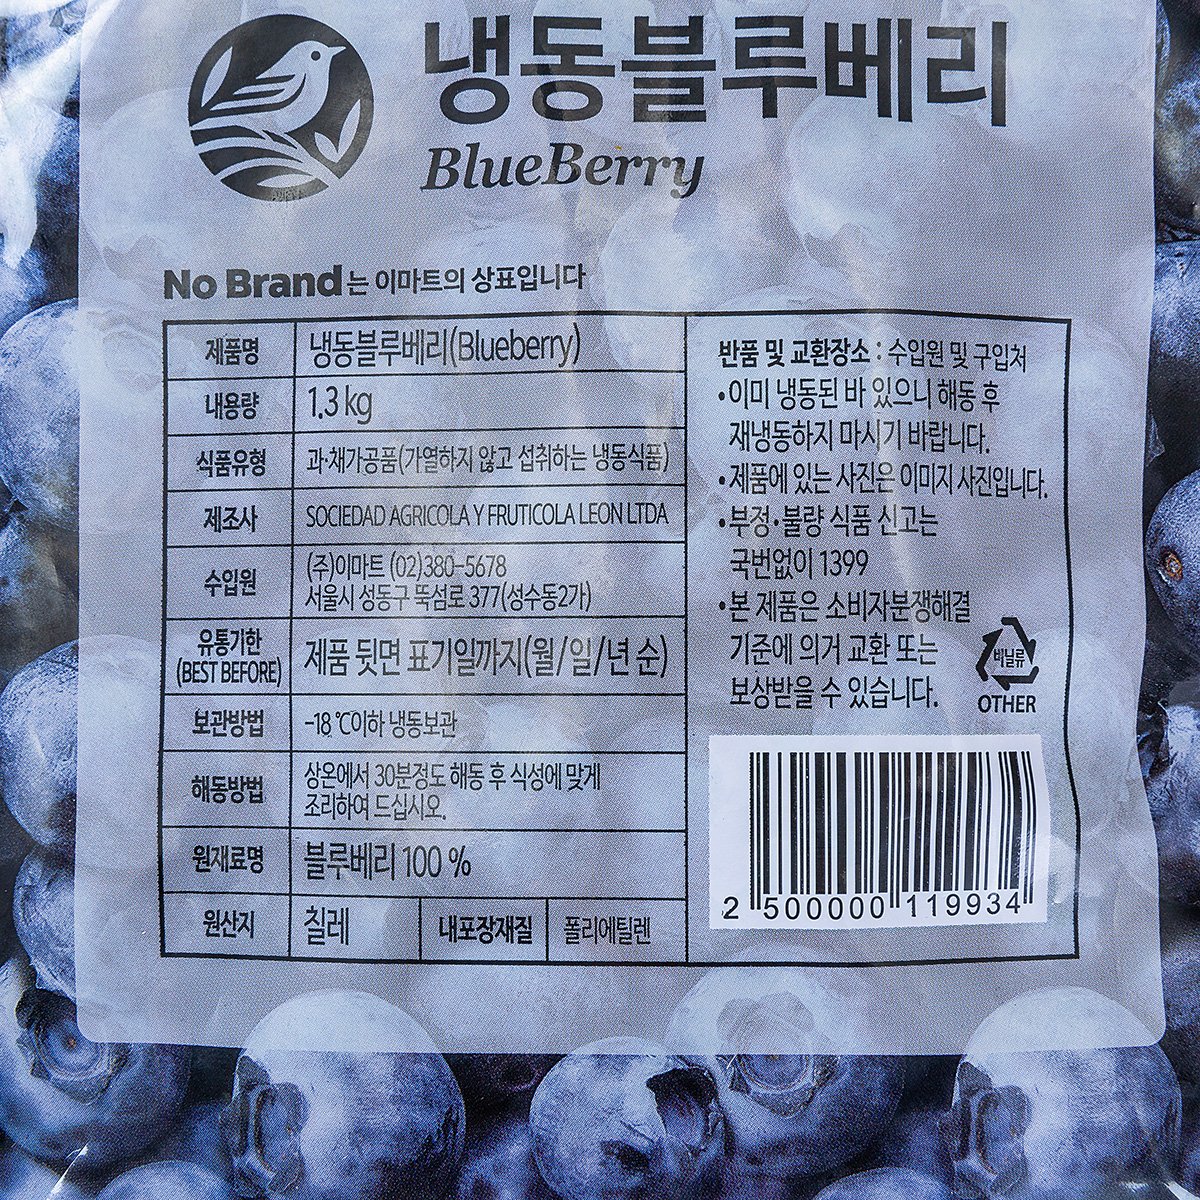 냉동블루베리
BlueBerry
No Brand는 이마트의 상표입니다
제품명 냉동블루베리(Blueberry)
내용량 1.3 kg
식품유형 과·채가공품(가열하지 않고 섭취하는 냉동식품)
제조사 SOCIEDAD AGRICOLA Y FRUTICOLA LEON LTDA
수입원 (주)이마트 (02)380-5678
서울시 성동구 뚝섬로 377(성수동2가)
유통기한
(BEST BEFORE) 제품 뒷면 표기일까지(월/일/년 순)
보관방법 -18 ℃이하 냉동보관
해동방법 상온에서 30분정도 해동 후 식성에 맞게
조리하여 드십시오.
원재료명 블루베리 100 %
원산지 칠레 내포장재질 폴리에틸렌
반품 및 교환장소 : 수입원 및 구입처
•이미 냉동된 바 있으니 해동 후
재냉동하지 마시기 바랍니다.
•제품에 있는 사진은 이미지 사진입니다.
•부정·불량 식품 신고는
국번없이 1399
•본 제품은 소비자분쟁해결
기준에 의거 교환 또는
보상받을 수 있습니다.
비닐류
OTHER
2 500000 119934